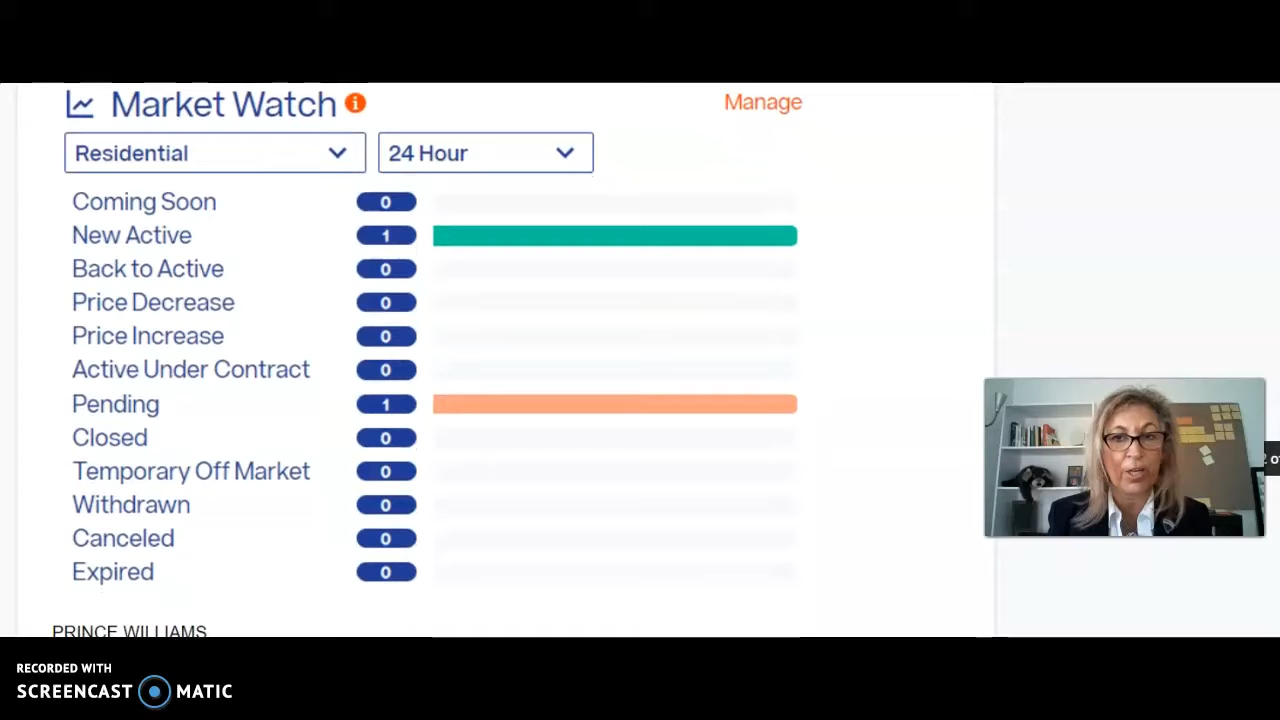 Market Watch i Manage
Residential 24 Hour
Coming Soon 0
New Active 1
Back to Active 0
Price Decrease 0
Price Increase 0
Active Under Contract 0
Pending 1
Closed 0
Temporary Off Market 0
Withdrawn 0
Canceled 0
Expired 0
PRINCE WILLIAMS
RECORDED WITH
SCREENCAST MATIC